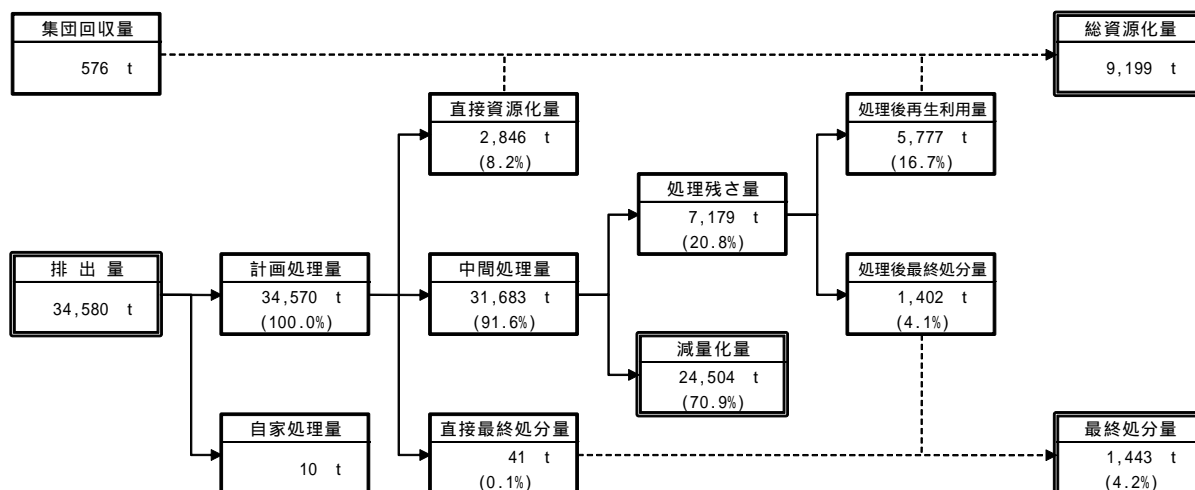 集団回収量
576 t
総資源化量
9,199 t
直接資源化量
2,846 t
(8.2%)
処理後再生利用量
5,777 t
(16.7%)
処理残さ量
7,179 t
(20.8%)
排 出 量
34,580 t
計画処理量
34,570 t
(100.0%)
中間処理量
31,683 t
(91.6%)
処理後最終処分量
1,402 t
(4.1%)
減量化量
24,504 t
(70.9%)
自家処理量
10 t
直接最終処分量
41 t
(0.1%)
最終処分量
1,443 t
(4.2%)